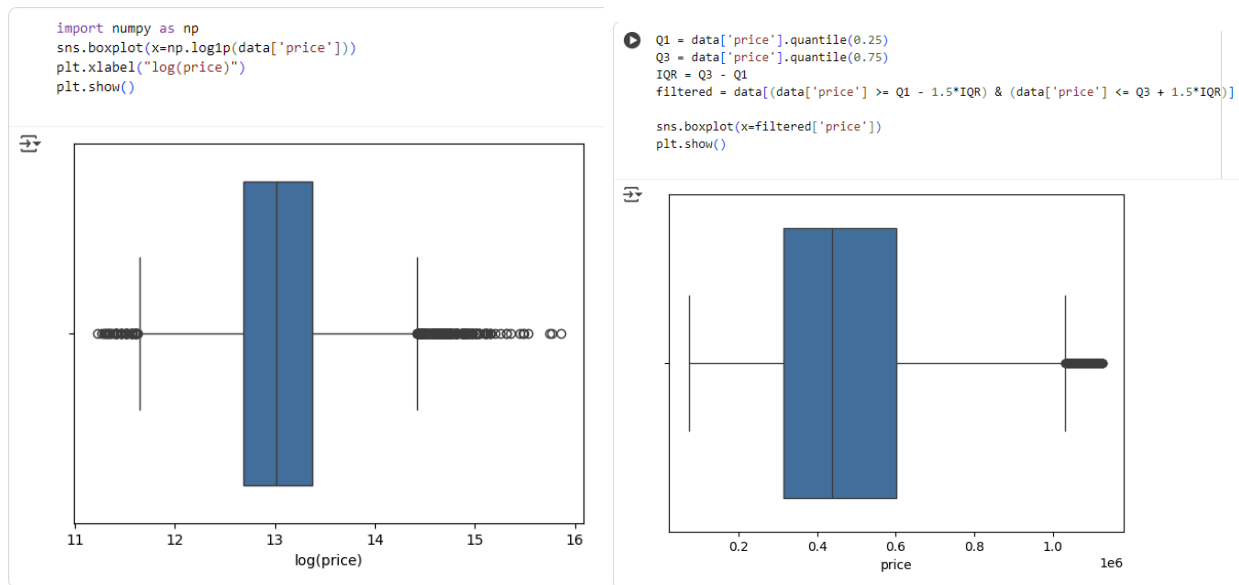 import numpy as np
sns.boxplot(x=np.log1p(data['price']))
plt.xlabel("log(price)")
plt.show()
11 12 13 14 15 16
log(price)
Q1 = data['price'].quantile(0.25)
Q3 = data['price'].quantile(0.75)
IQR = Q3 - Q1
filtered = data[(data['price'] >= Q1 - 1.5*IQR) & (data['price'] <= Q3 + 1.5*IQR)]
sns.boxplot(x=filtered['price'])
plt.show()
0.2 0.4 0.6 0.8 1.0
price 1e6